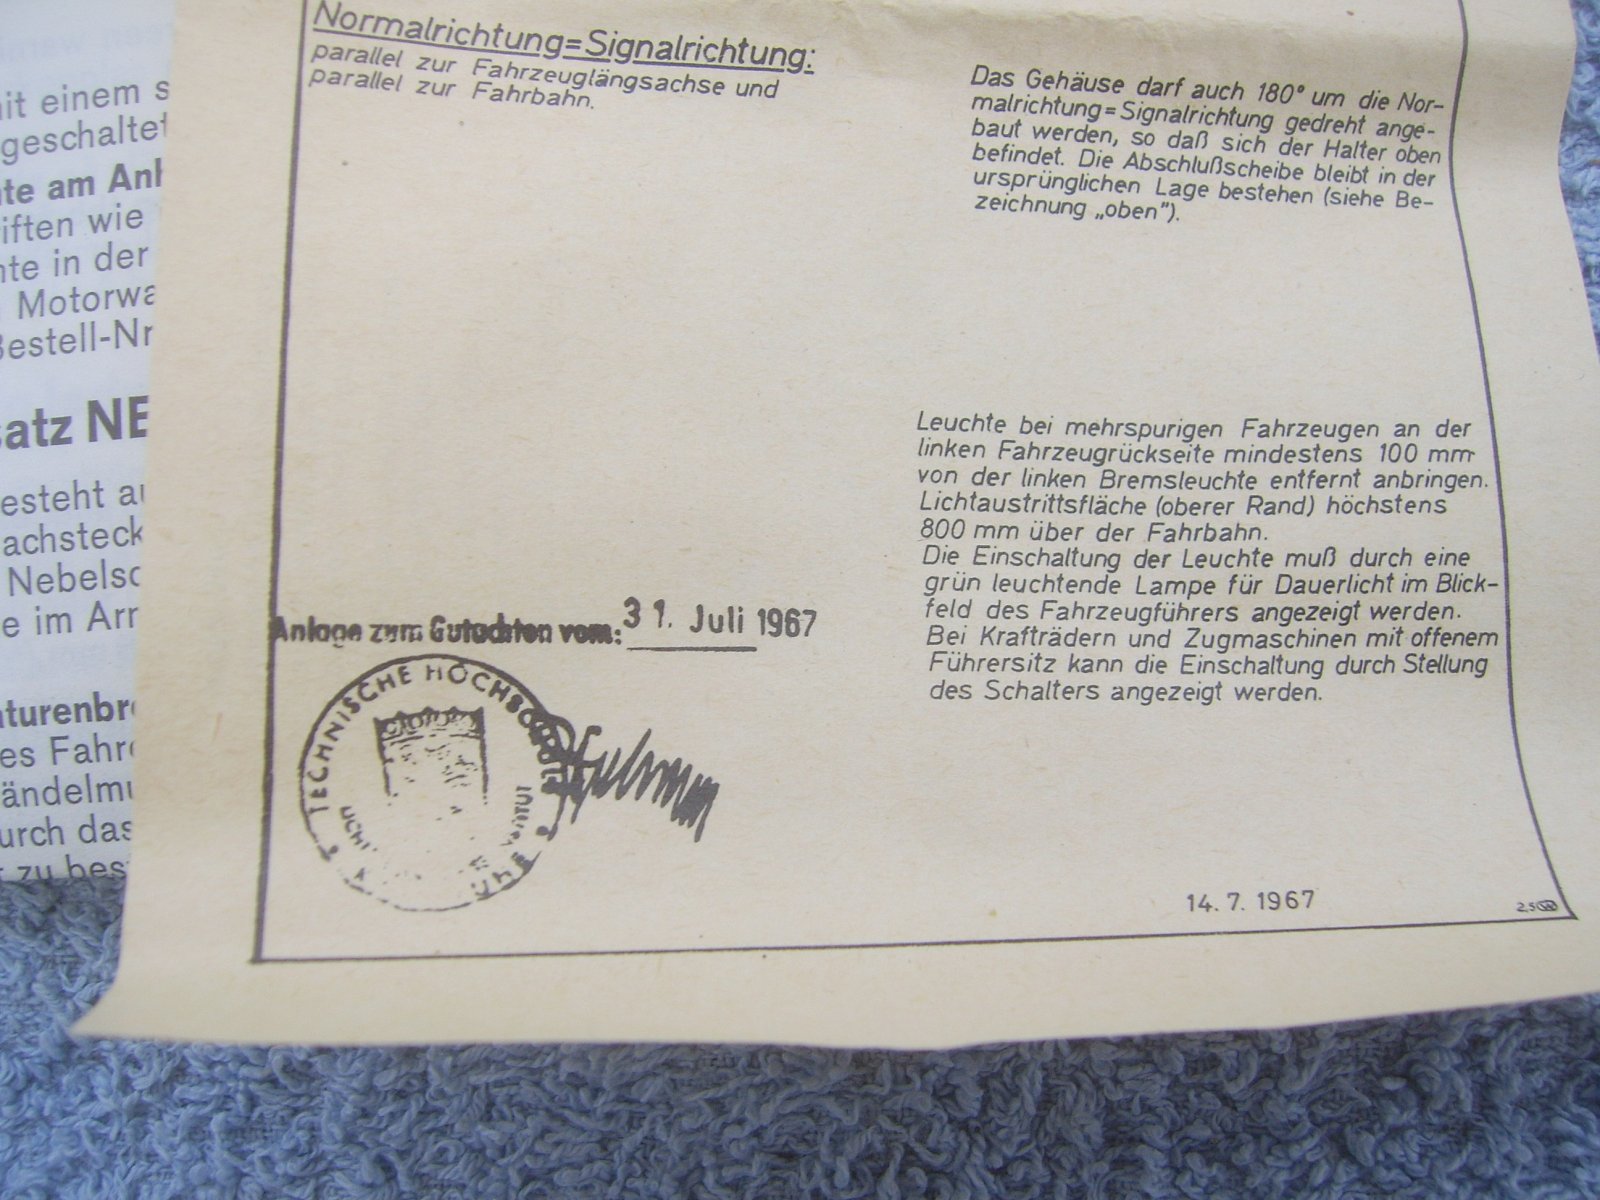 Normalrichtung=Signalrichtung:
parallel zur Fahrzeuglängsachse und
parallel zur Fahrbahn.
Das Gehäuse darf auch 180° um die Nor-
malrichtung=Signalrichtung gedreht ange-
baut werden, so daß sich der Halter oben
befindet. Die Abschlußscheibe bleibt in der
ursprünglichen Lage bestehen (siehe Be-
zeichnung „oben").
Leuchte bei mehrspurigen Fahrzeugen an der
linken Fahrzeugrückseite mindestens 100 mm
von der linken Bremsleuchte entfernt anbringen.
Lichtaustrittsfläche (oberer Rand) höchstens
800 mm über der Fahrbahn.
Die Einschaltung der Leuchte muß durch eine
grün leuchtende Lampe für Dauerlicht im Blick-
feld des Fahrzeugführers angezeigt werden.
Bei Krafträdern und Zugmaschinen mit offenem
Führersitz kann die Einschaltung durch Stellung
des Schalters angezeigt werden.
Anlage zum Gutachten vom: 31. Juli 1967
TECHNISCHE HOCHSCHULE
14. 7. 1967
2,5
mit einem s
geschaltet
te am Anh
iften wie
te in der
Motorwa
Bestell-Nr
satz NE
esteht au
achsteck
Nebelsc
e im Arr
aturenbr
es Fahr
ändelmu
urch das
zu bes